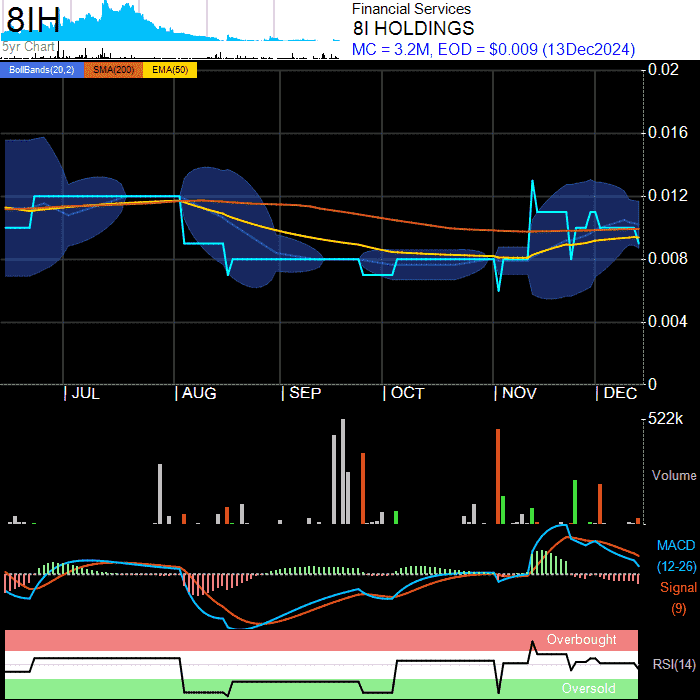 8IH
Financial Services
8I HOLDINGS
MC = 3.2M, EOD = $0.009 (13Dec2024)
5yr Chart
BollBands(20,2) SMA(200) EMA(50)
0.02
0.016
0.012
0.008
0.004
0
JUL AUG SEP OCT NOV DEC
522k
Volume
MACD
(12-26)
Signal
(9)
Overbought
RSI(14)
Oversold